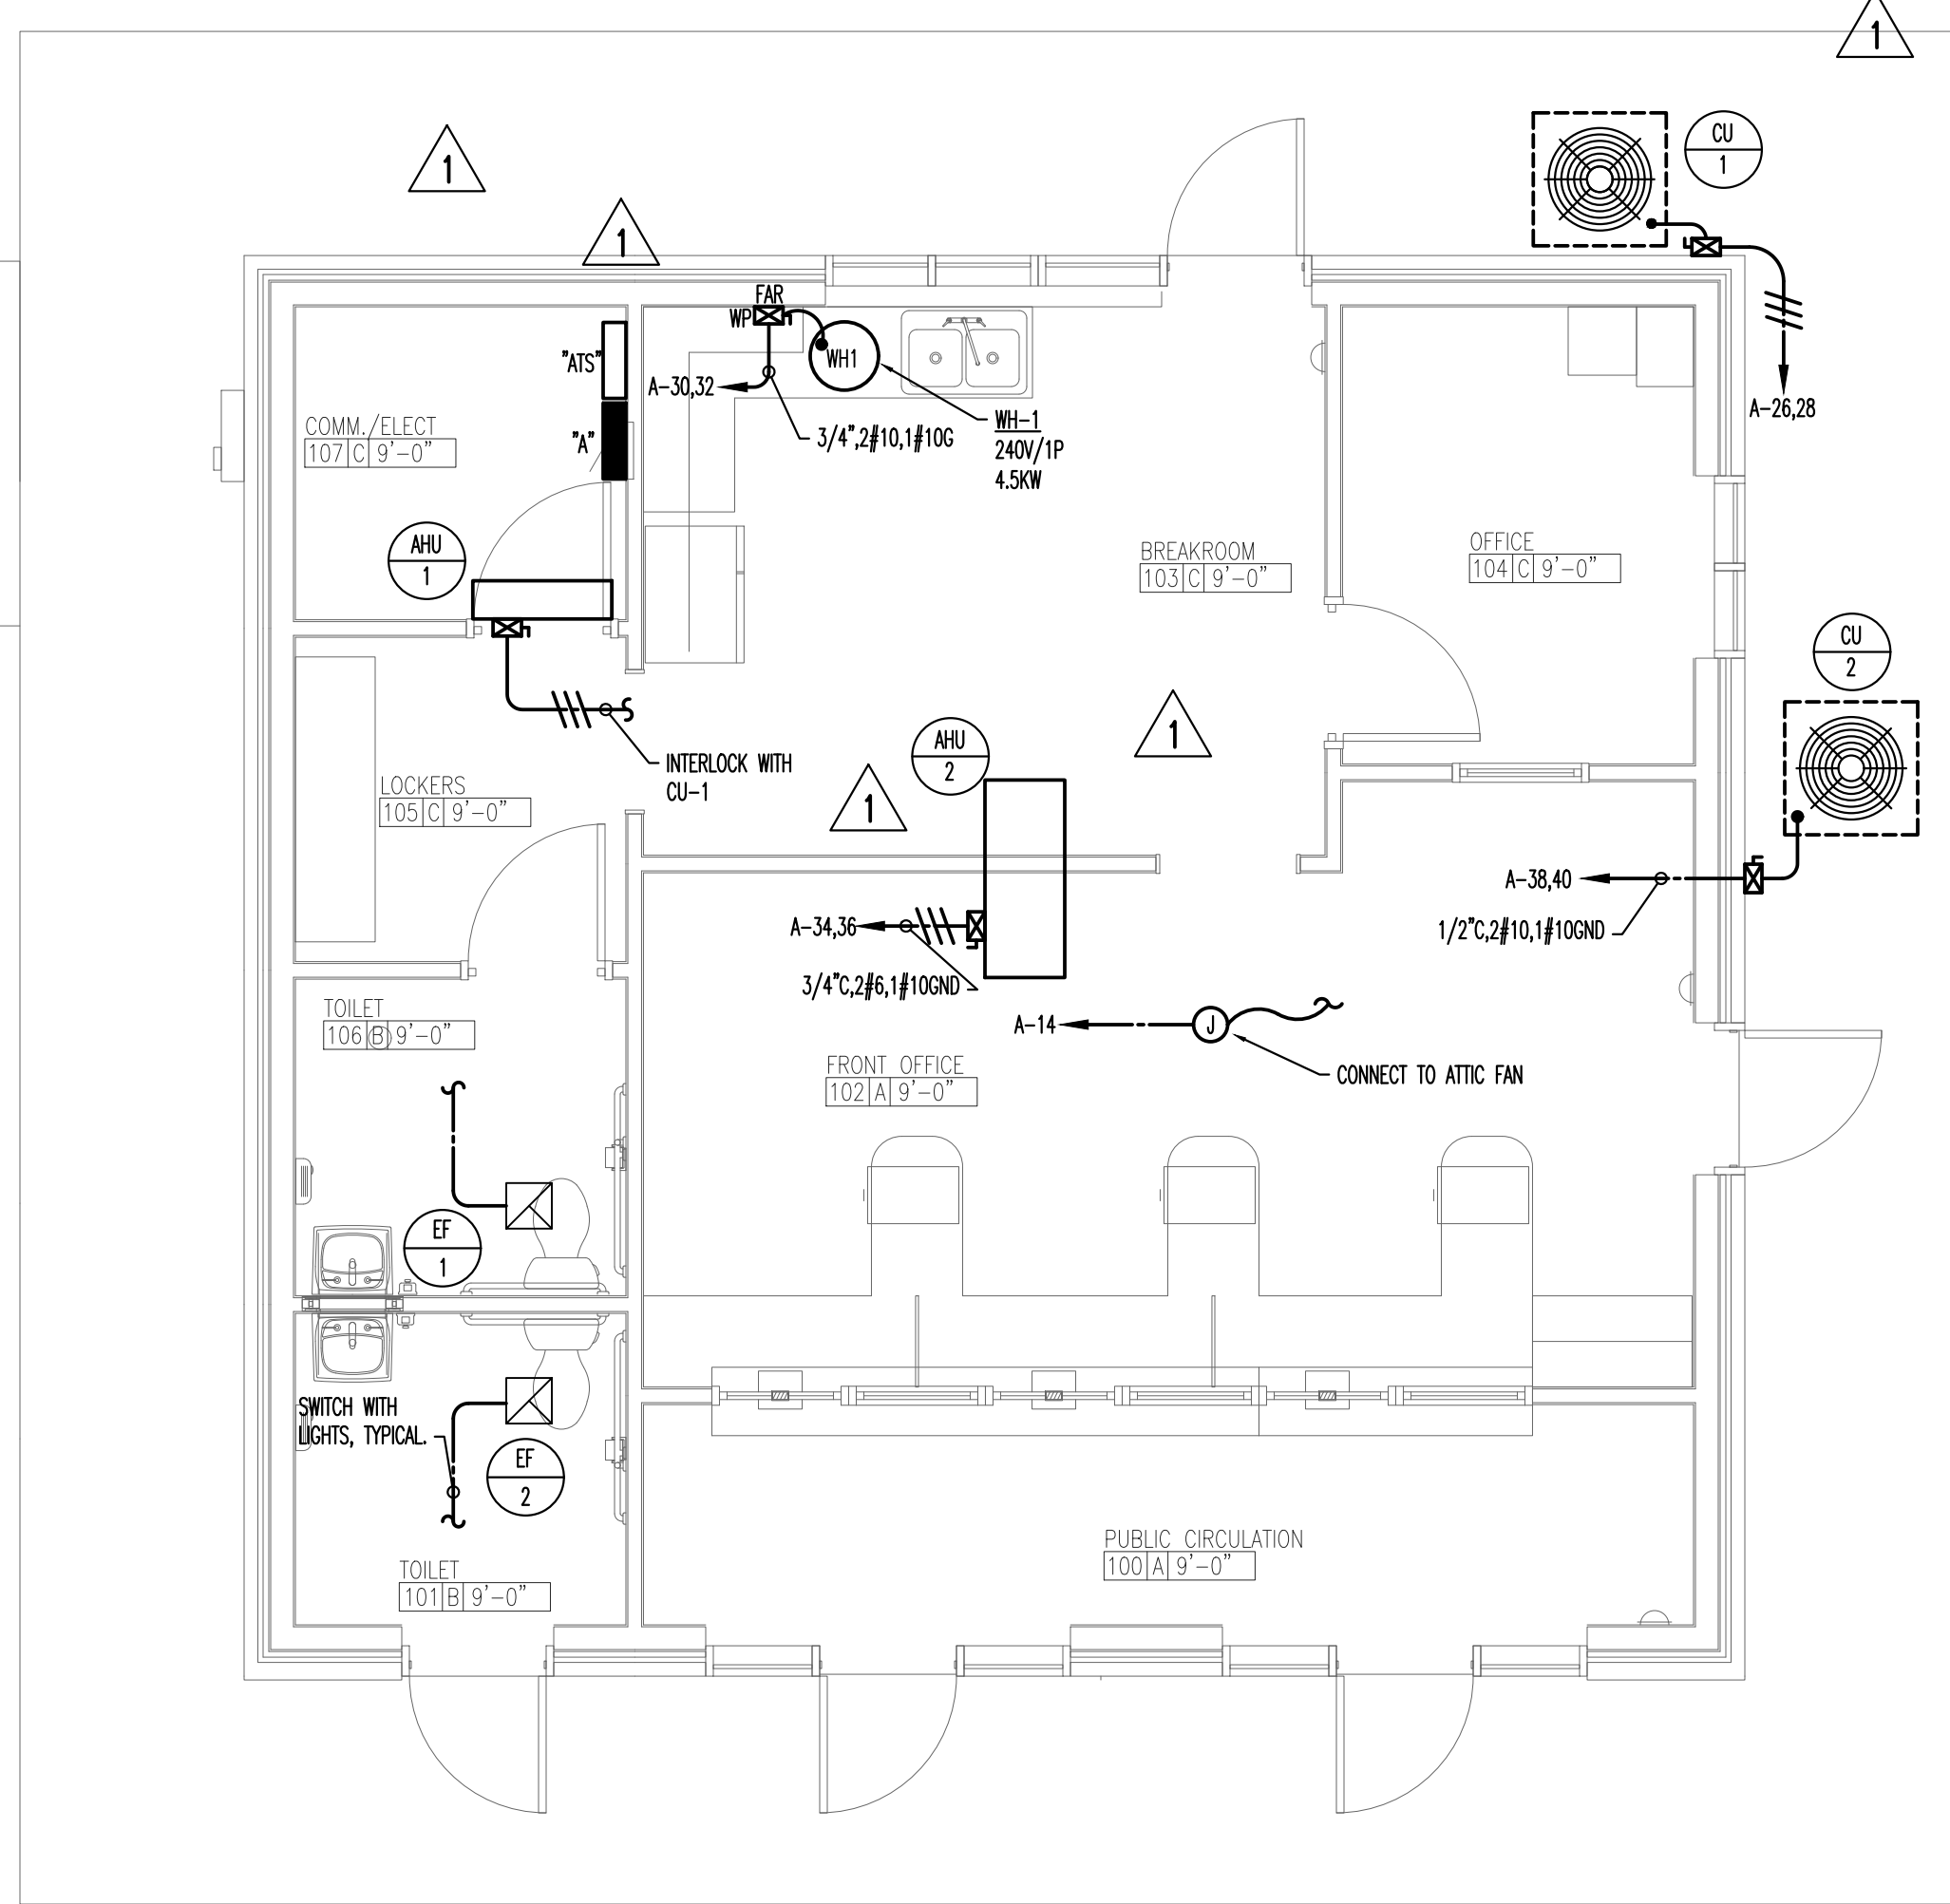 1
CU
1
1
1
FAR
WP
WH1
"ATS"
A-30,32
A-26,28
COMM./ELECT
107 C 9'-0"
"A"
3/4",2#10,1#10G
WH-1
240V/1P
4.5KW
AHU
1
BREAKROOM
103 C 9'-0"
OFFICE
104 C 9'-0"
CU
2
INTERLOCK WITH
CU-1
AHU
2
1
1
LOCKERS
105 C 9'-0"
A-38,40
1/2"C,2#10,1#10GND
A-34,36
3/4"C,2#6,1#10GND
TOILET
106 B 9'-0"
A-14
J
CONNECT TO ATTIC FAN
FRONT OFFICE
102 A 9'-0"
EF
1
SWITCH WITH
LIGHTS, TYPICAL.
EF
2
PUBLIC CIRCULATION
100 A 9'-0"
TOILET
101 B 9'-0"